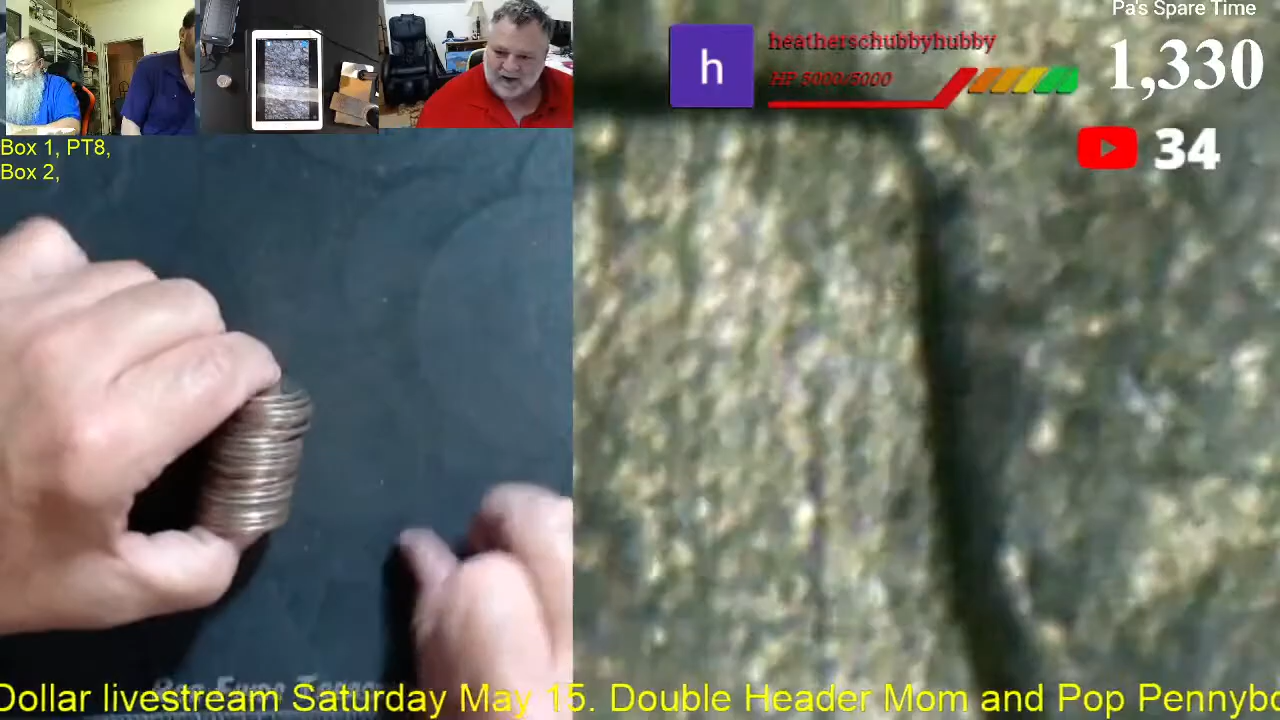 Pa's Spare Time
heatherschubbyhubby
h
HP 5000/5000
1,330
34
Box 1, PT8,
Box 2,
Dollar livestream Saturday May 15. Double Header Mom and Pop Pennybo